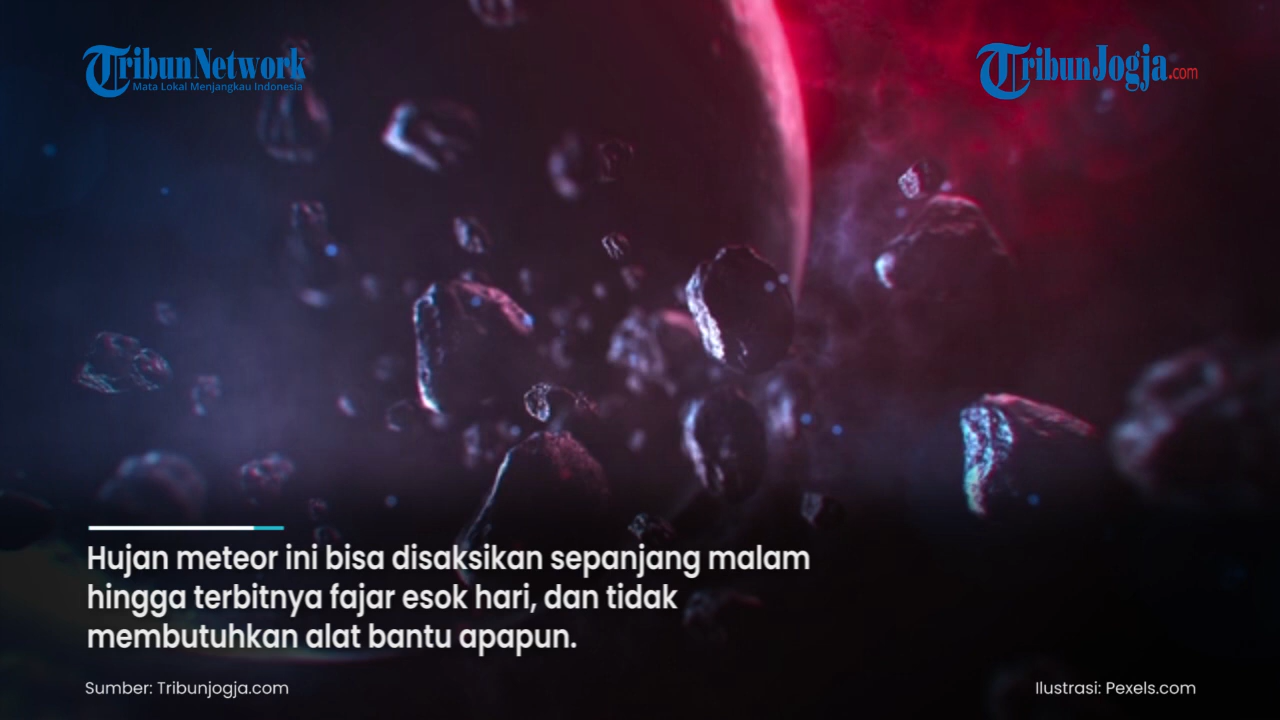 TribunNetwork
Mata Lokal Menjangkau Indonesia
TribunJogja.com
Hujan meteor ini bisa disaksikan sepanjang malam
hingga terbitnya fajar esok hari, dan tidak
membutuhkan alat bantu apapun.
Sumber: Tribunjogja.com
Ilustrasi: Pexels.com